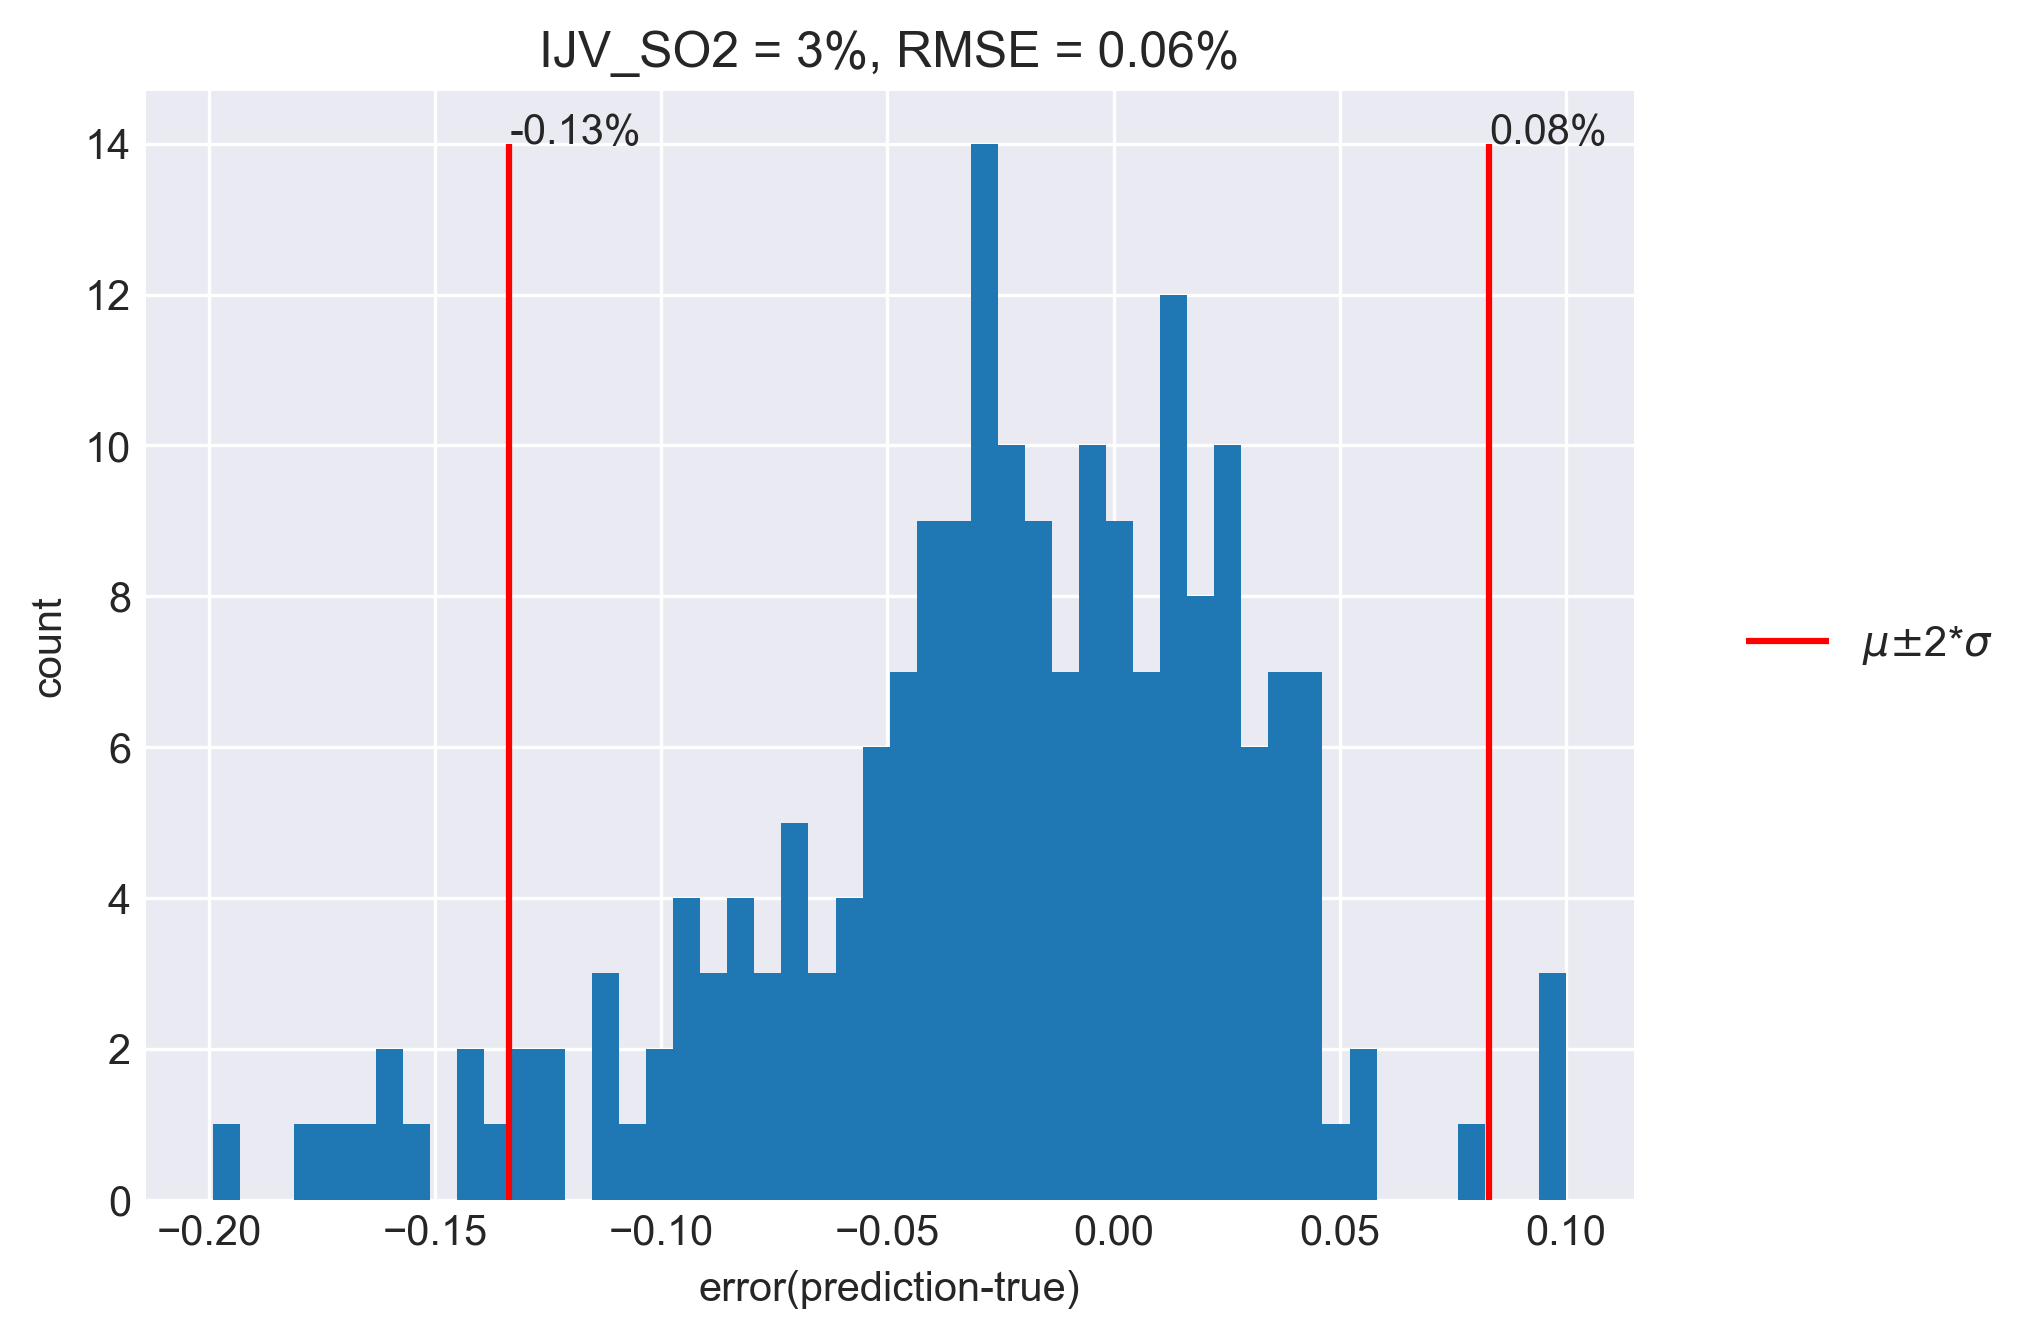 IJV_SO2 = 3%, RMSE = 0.06%
-0.13%
0.08%
14
12
10
8
6
4
2
0
count
μ±2*σ
−0.20 −0.15 −0.10 −0.05 0.00 0.05 0.10
error(prediction-true)